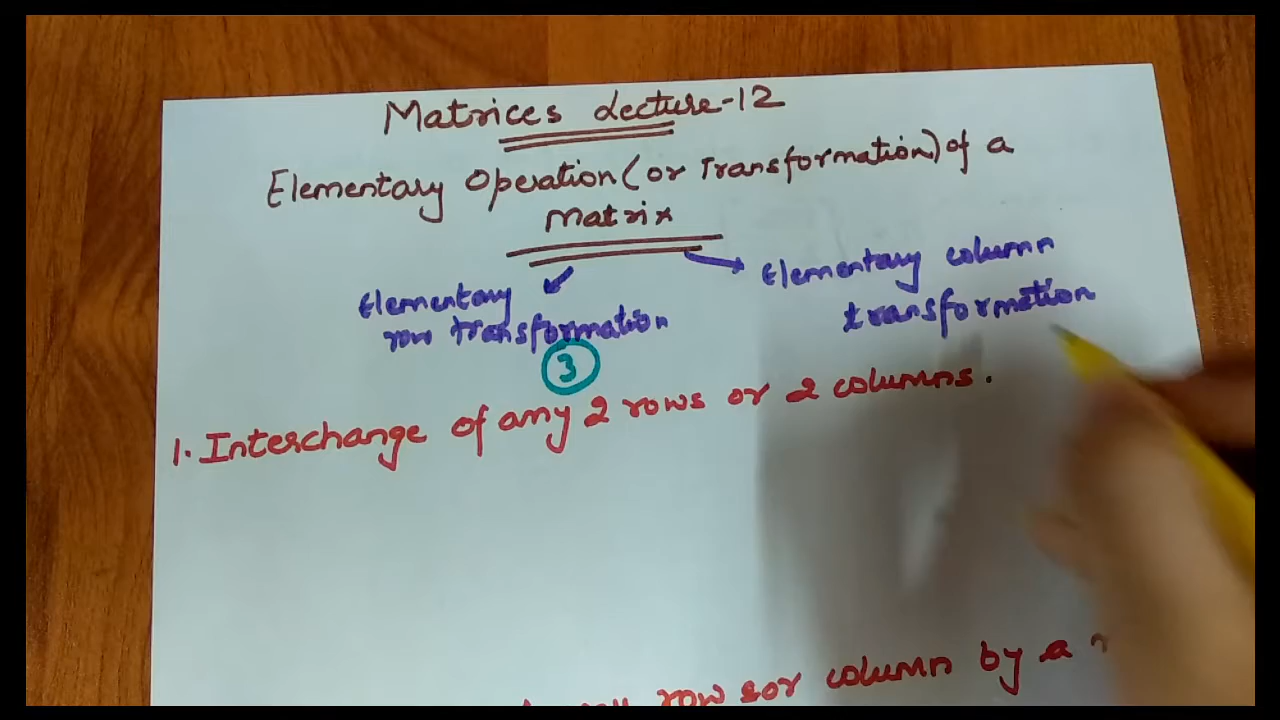 Matrices Lecture-12
Elementary Operation (or Transformation) of a
Matrix
Elementary row transformation
Elementary column transformation
3
1. Interchange of any 2 rows or 2 columns.
rows or column by a